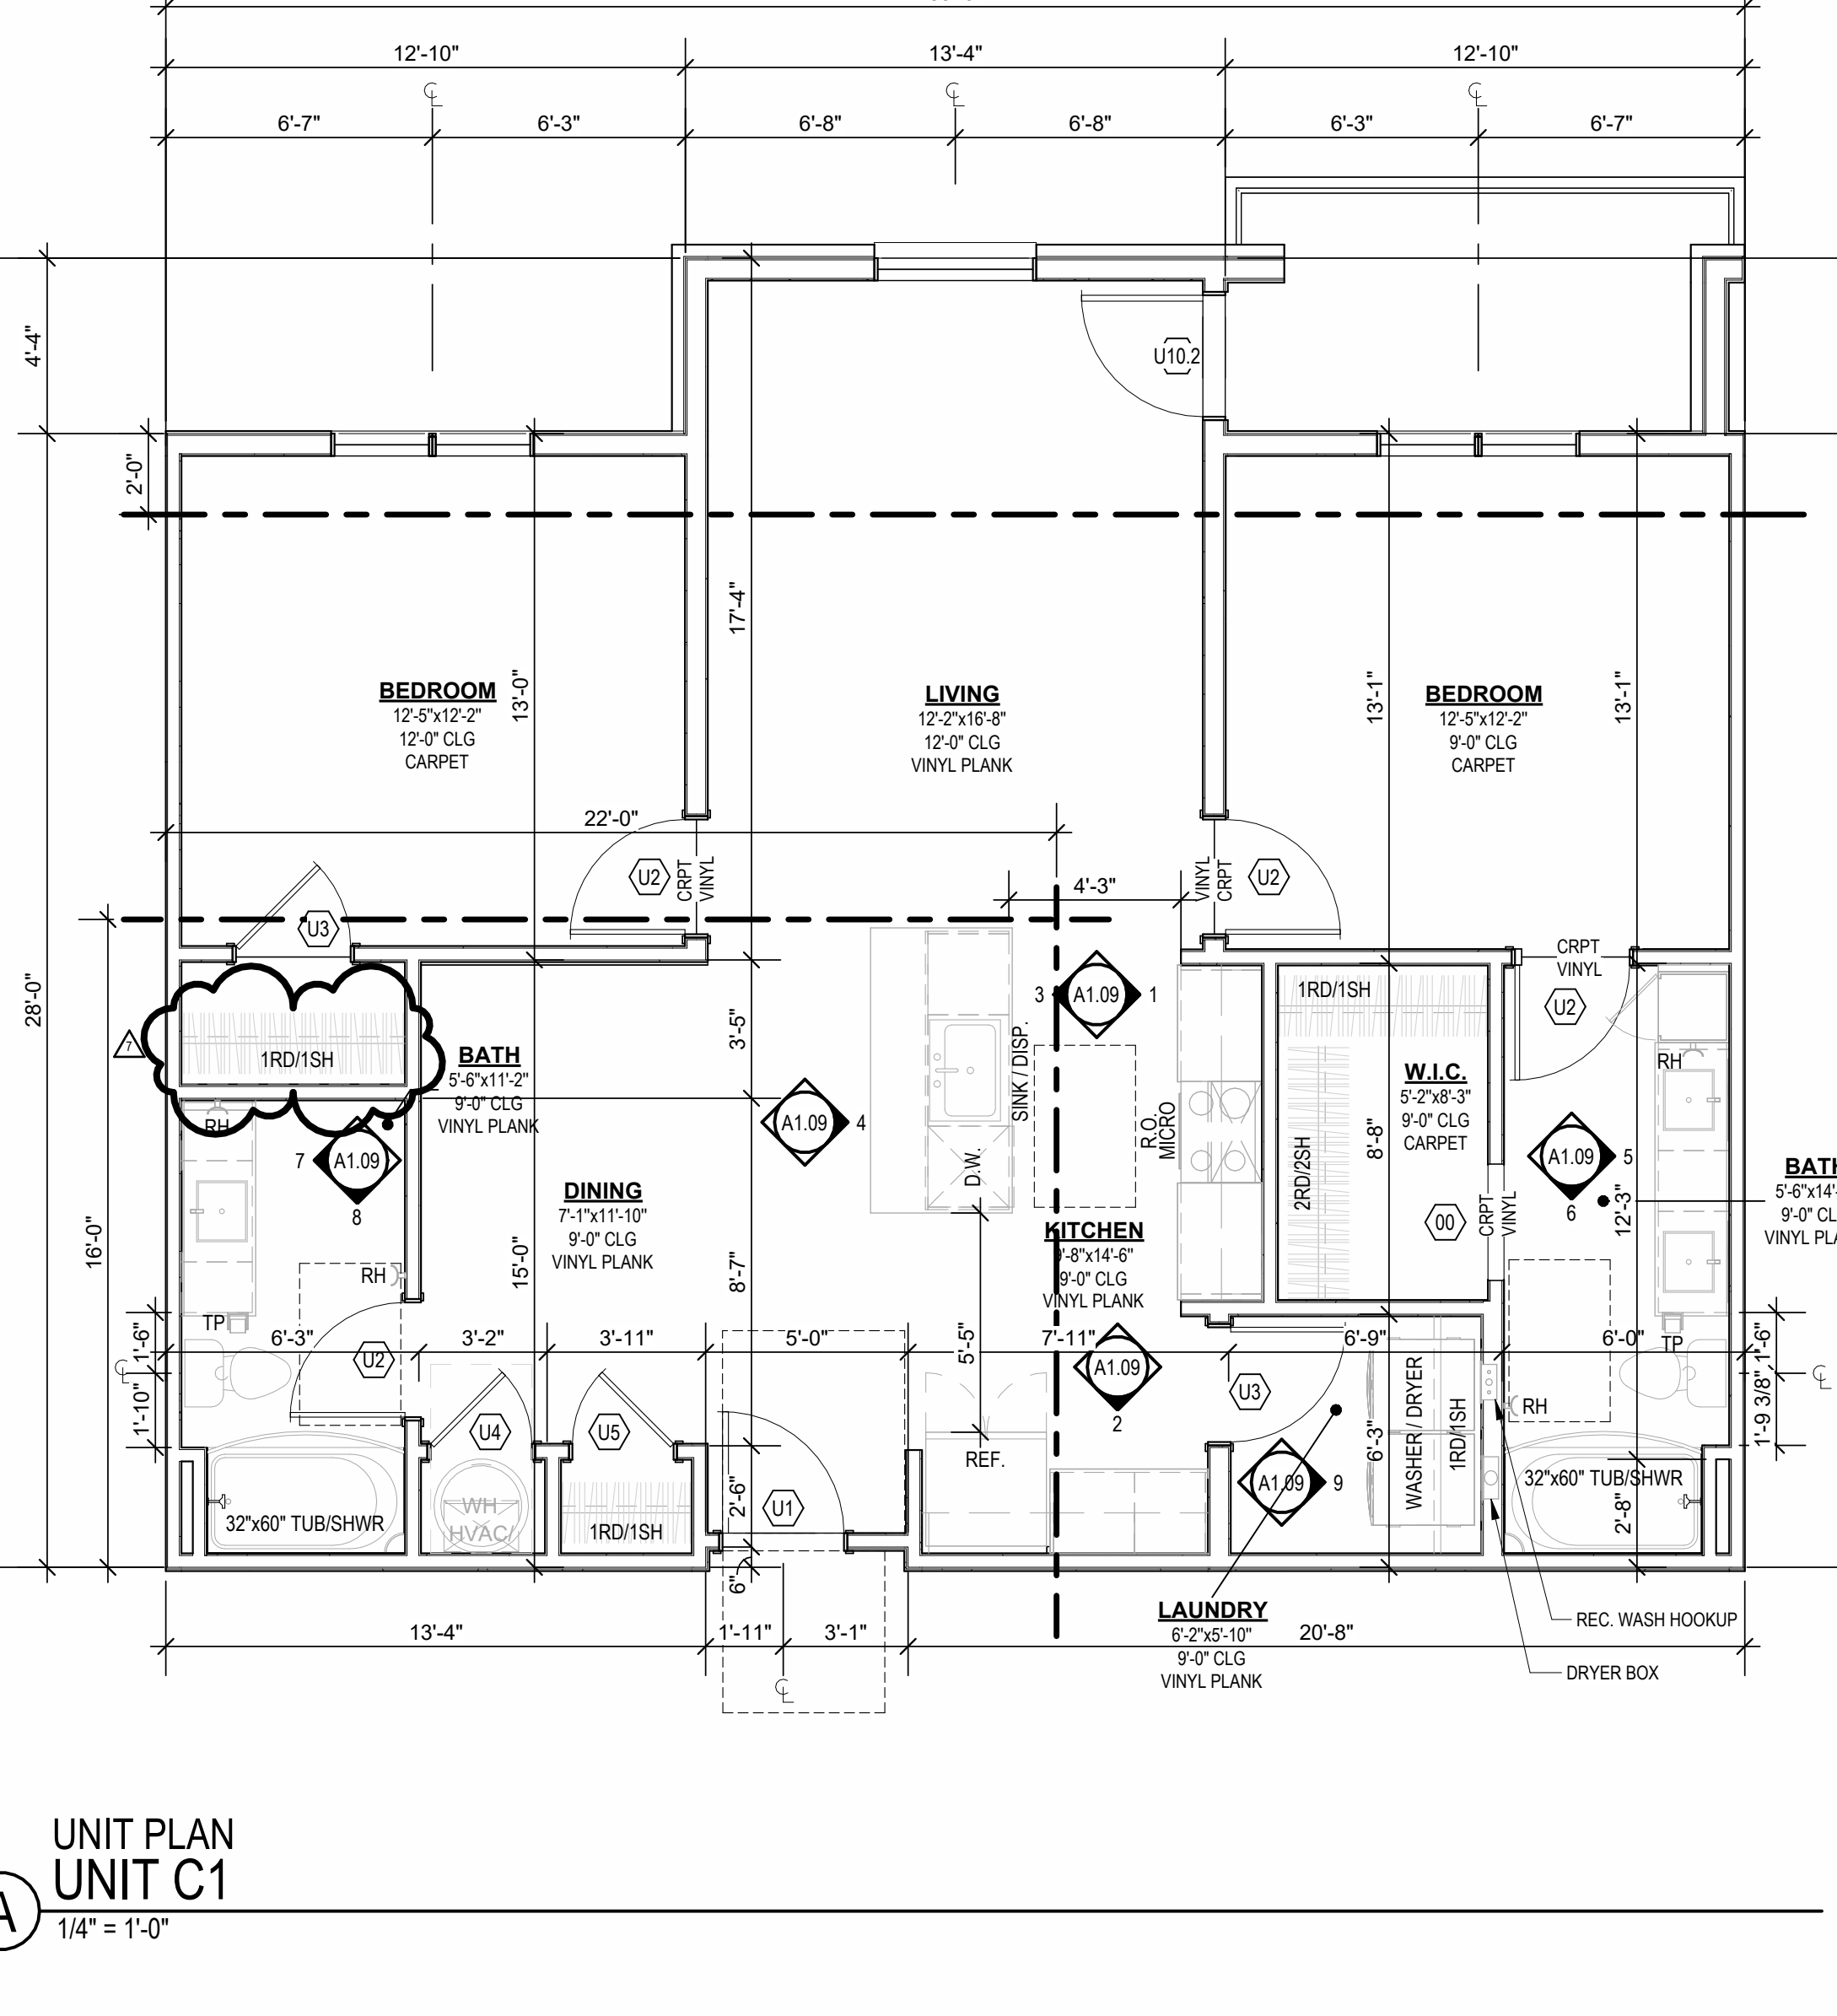 12'-10"
13'-4"
12'-10"
6'-7"
6'-3"
6'-8"
6'-8"
6'-3"
6'-7"
4'-4"
U10.2
2'-0"
17'-4"
BEDROOM
12'-5"x12'-2"
12'-0" CLG
CARPET
13'-0"
LIVING
12'-2"x16'-8"
12'-0" CLG
VINYL PLANK
13'-1"
BEDROOM
12'-5"x12'-2"
9'-0" CLG
CARPET
13'-1"
22'-0"
U2
CRPT
VINYL
4'-3"
VINYL
CRPT
U2
U3
28'-0"
CRPT
VINYL
U2
7
1RD/1SH
BATH
5'-6"x11'-2"
9'-0" CLG
VINYL PLANK
3'-5"
3
A1.09
1
1RD/1SH
SINK / DISP.
RH
W.I.C.
5'-2"x8'-3"
9'-0" CLG
CARPET
RH
A1.09
4
R.O.
MICRO
8'-8"
2RD/2SH
7
A1.09
8
D.W.
A1.09
5
6
12'-3"
BATH
5'-6"x14'-
9'-0" CL
VINYL PLA
DINING
7'-1"x11'-10"
9'-0" CLG
VINYL PLANK
00
CRPT
VINYL
16'-0"
15'-0"
8'-7"
KITCHEN
'-8"x14'-6"
9'-0" CLG
VINYL PLANK
RH
TP
1'-6"
6'-3"
3'-2"
3'-11"
5'-0"
5'-5"
7'-11"
6'-9"
6'-0"
TP
1'-6"
U2
A1.09
2
U3
1'-10"
U4
U5
REF.
WASHER / DRYER
1RD/1SH
RH
1'-9 3/8"
6'-3"
32"x60" TUB/SHWR
WH
HVAC/
1RD/1SH
2'-6"
U1
A1.09
9
32"x60" TUB/SHWR
2'-8"
6"
LAUNDRY
6'-2"x5'-10"
9'-0" CLG
VINYL PLANK
REC. WASH HOOKUP
DRYER BOX
13'-4"
1'-11"
3'-1"
20'-8"
UNIT PLAN
UNIT C1
A
1/4" = 1'-0"